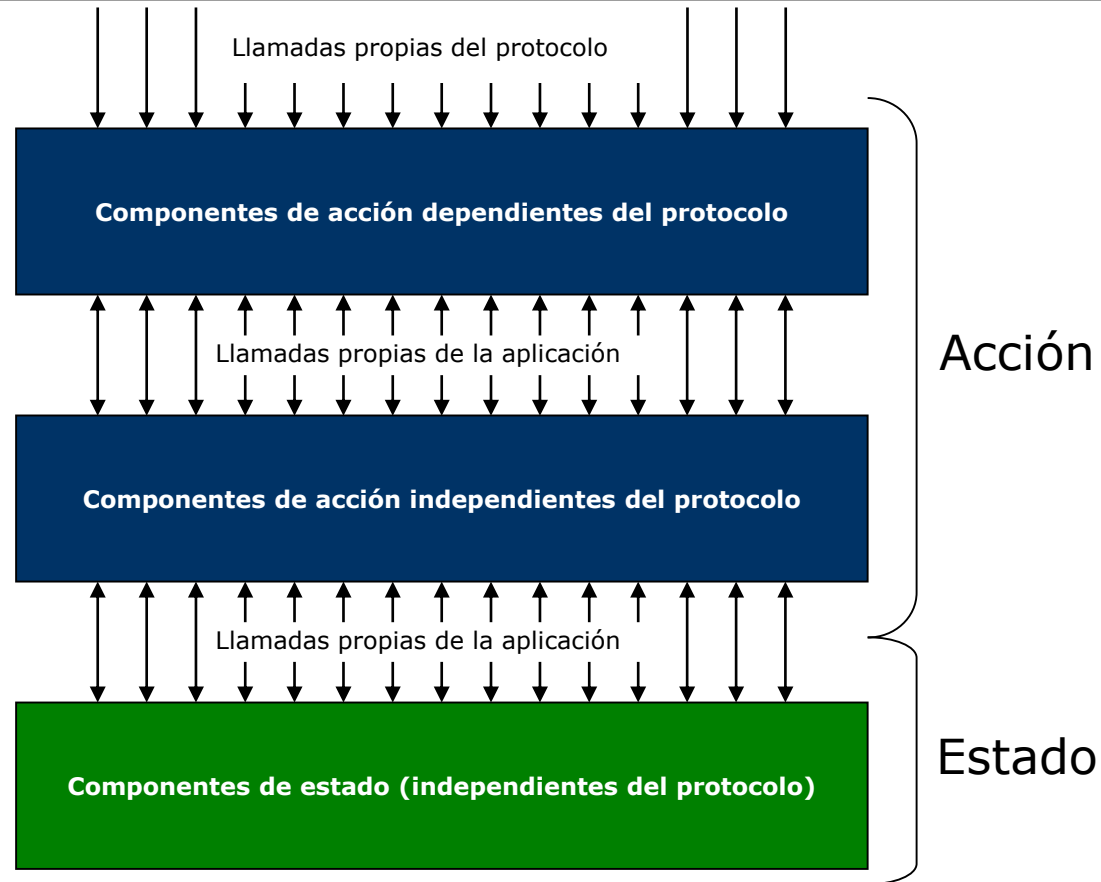 Llamadas propias del protocolo
Componentes de acción dependientes del protocolo
Llamadas propias de la aplicación
Acción
Componentes de acción independientes del protocolo
Llamadas propias de la aplicación
Estado
Componentes de estado (independientes del protocolo)